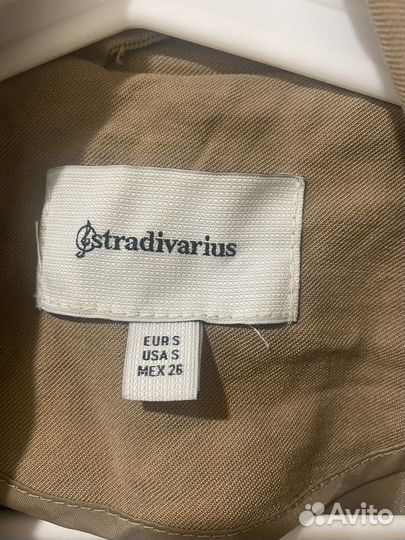 stradivarius
EUR S
USA S
MEX 26
Avito